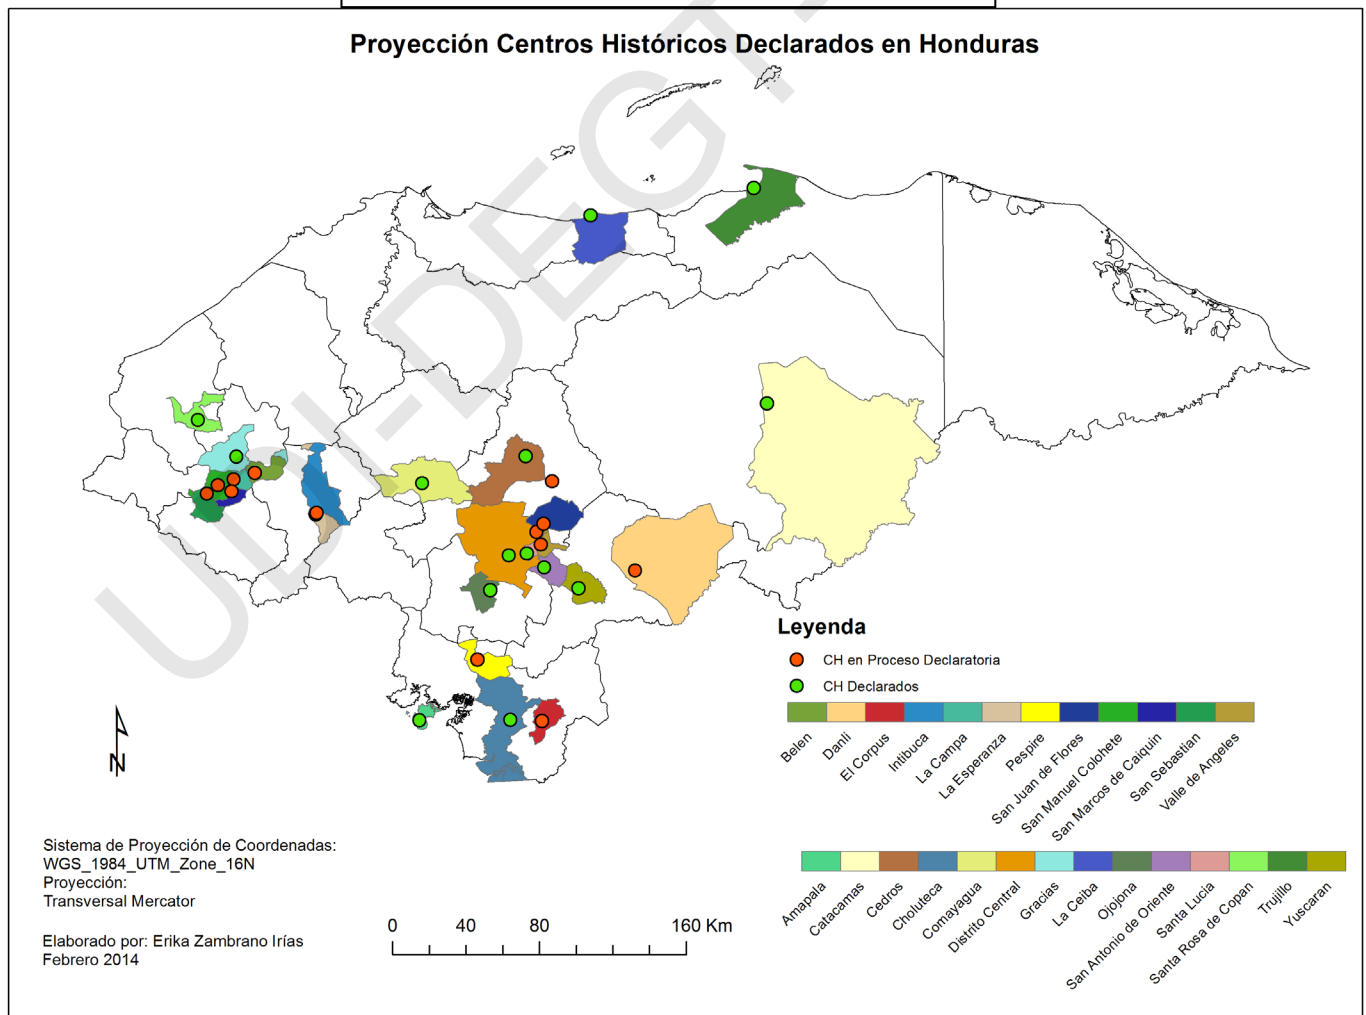 Proyección Centros Históricos Declarados en Honduras
UDI-DEGT-
Leyenda
CH en Proceso Declaratoria
CH Declarados
Belen
Danli
El Corpus
Intibuca
La Campa
La Esperanza
Pespire
San Juan de Flores
San Manuel Colohete
San Marcos de Caiquin
San Sebastian
Valle de Angeles
Amapala
Catacamas
Cedros
Choluteca
Comayagua
Distrito Central
Gracias
La Ceiba
Ojojona
San Antonio de Oriente
Santa Lucia
Santa Rosa de Copan
Trujillo
Yuscaran
N
Sistema de Proyección de Coordenadas:
WGS_1984_UTM_Zone_16N
Proyección:
Transversal Mercator
Elaborado por: Erika Zambrano Irías
Febrero 2014
0 40 80 160 Km